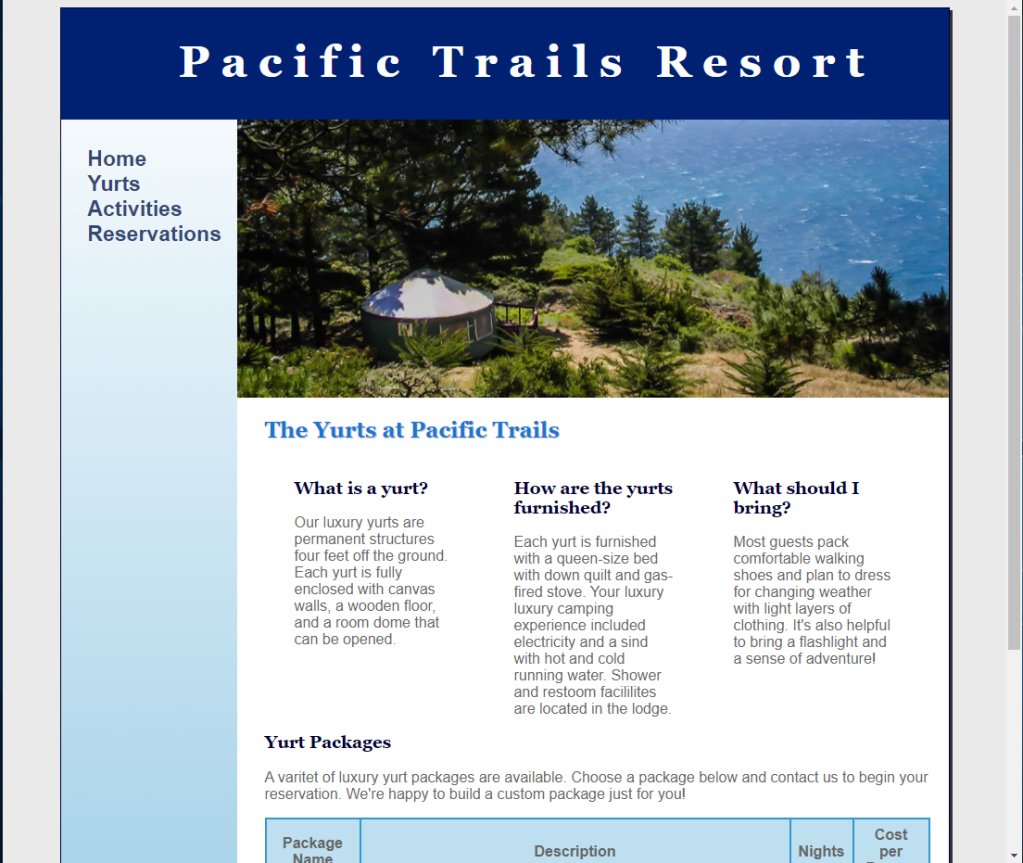 Pacific Trails Resort
Home
Yurts
Activities
Reservations
The Yurts at Pacific Trails
What is a yurt?
Our luxury yurts are
permanent structures
four feet off the ground.
Each yurt is fully
enclosed with canvas
walls, a wooden floor,
and a room dome that
can be opened.
How are the yurts
furnished?
Each yurt is furnished
with a queen-size bed
with down quilt and gas-
fired stove. Your luxury
luxury camping
experience included
electricity and a sind
with hot and cold
running water. Shower
and restoom facililites
are located in the lodge.
What should I
bring?
Most guests pack
comfortable walking
shoes and plan to dress
for changing weather
with light layers of
clothing. It's also helpful
to bring a flashlight and
a sense of adventure!
Yurt Packages
A varitet of luxury yurt packages are available. Choose a package below and contact us to begin your
reservation. We're happy to build a custom package just for you!
Package
Name
Description
Nights
Cost
per